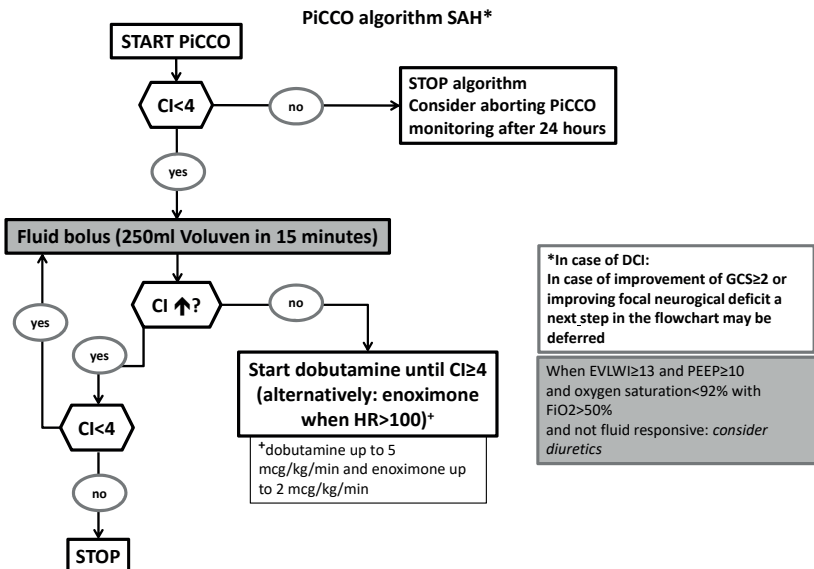 PiCCO algorithm SAH*
START PiCCO
CI<4
no
STOP algorithm
Consider aborting PiCCO
monitoring after 24 hours
yes
Fluid bolus (250ml Voluven in 15 minutes)
CI ↑?
no
yes
yes
CI<4
no
STOP
Start dobutamine until CI≥4
(alternatively: enoximone
when HR>100)+
+dobutamine up to 5
mcg/kg/min and enoximone up
to 2 mcg/kg/min
*In case of DCI:
In case of improvement of GCS≥2 or
improving focal neurogical deficit a
next step in the flowchart may be
deferred
When EVLWI≥13 and PEEP≥10
and oxygen saturation<92% with
FiO2>50%
and not fluid responsive: consider
diuretics